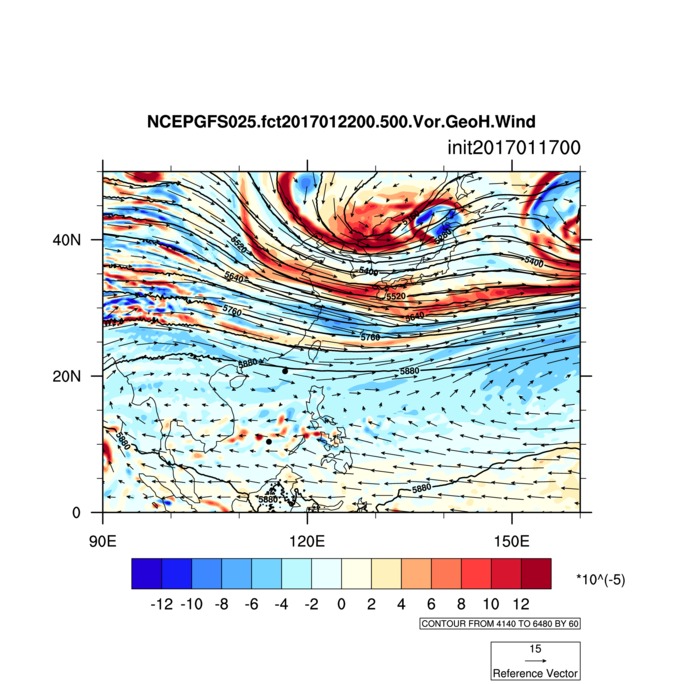 NCEPGFS025.fct2017012200.500.Vor.GeoH.Wind
init2017011700
40N
20N
0
90E 120E 150E
5520
5640
5760
5880
5400
5520
5640
5760
5880
5400
5880
5880
5880
-12 -10 -8 -6 -4 -2 0 2 4 6 8 10 12
*10^(-5)
CONTOUR FROM 4140 TO 6480 BY 60
15
Reference Vector